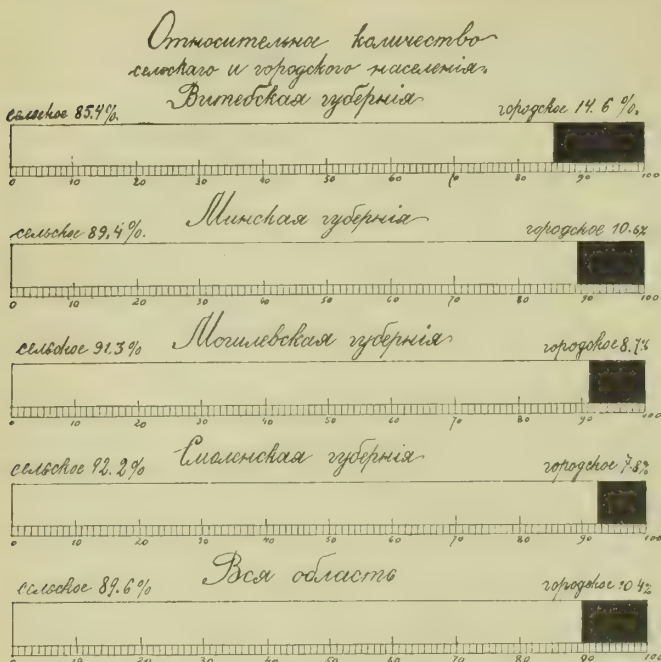 Относительное количество
сельскаго и городского населенія.
Витебская губернія
сельское 85.4%. городское 14.6 %.
0 10 20 30 40 50 60 70 80 90 100
Минская губернія
сельское 89,4%. городское 10.6%
0 10 20 30 40 50 60 70 80 90 100
Могилевская губернія
сельское 91.3% городское 8.7%
0 10 20 30 40 50 60 70 80 90 100
Смоленская губернія
сельское 92.2% городское 7.8%
0 10 20 30 40 50 60 70 80 90 100
Вся область
сельское 89.6% городское 10 4%
10 20 30 40 50 60 70 80 90 100